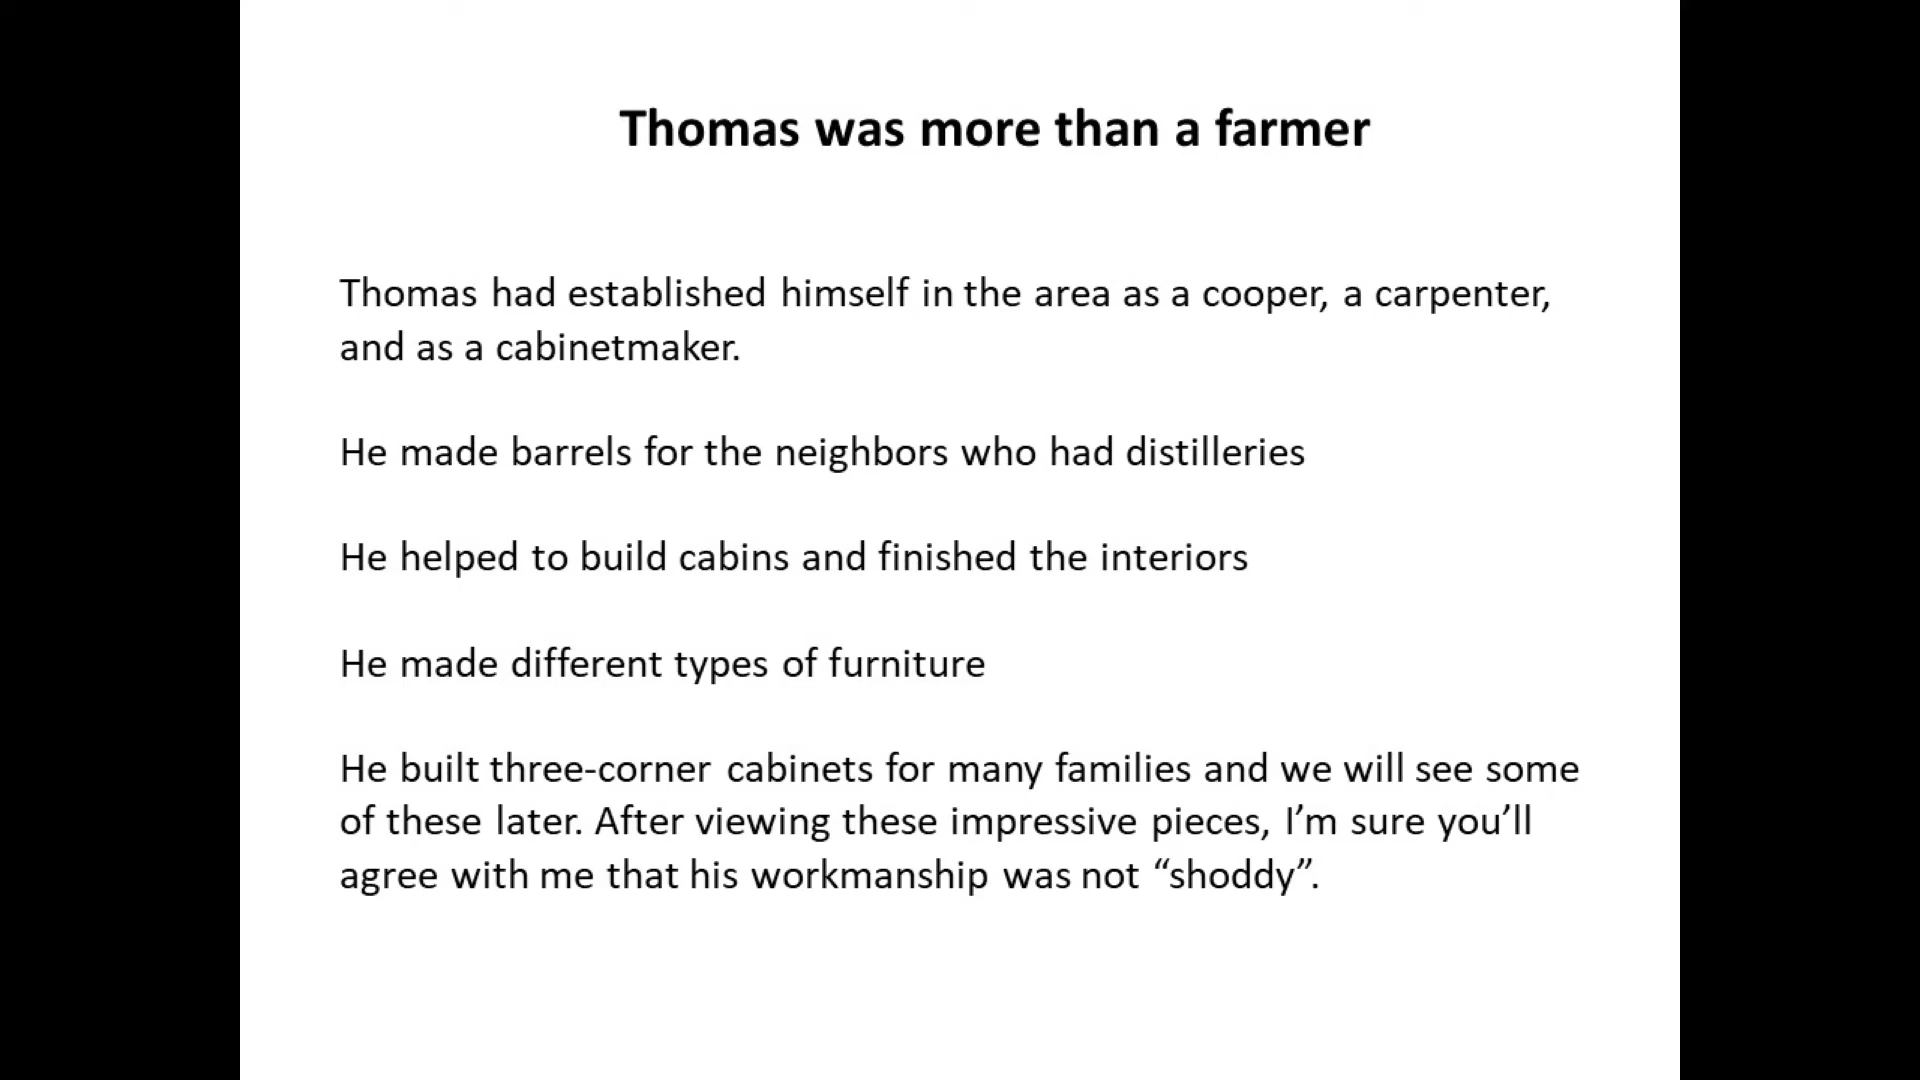 Thomas was more than a farmer
Thomas had established himself in the area as a cooper, a carpenter,
and as a cabinetmaker.
He made barrels for the neighbors who had distilleries
He helped to build cabins and finished the interiors
He made different types of furniture
He built three-corner cabinets for many families and we will see some
of these later. After viewing these impressive pieces, I’m sure you’ll
agree with me that his workmanship was not “shoddy”.